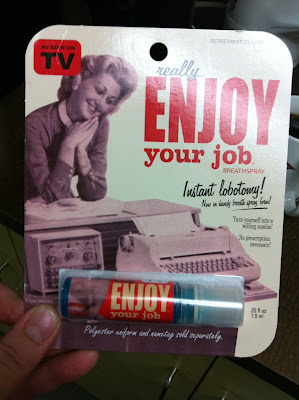 AS SEEN ON
TV
PEPPERMINT FLAVOR
really
ENJOY
your job™
BREATHSPRAY
Instant lobotomy!
Now in handy breath spray form!
Turn yourself into a
willing zombie!
No prescription
necessary!
ENJOY
your job
.25 fl oz
7.5 ml
Polyester uniform and nametag sold separately.